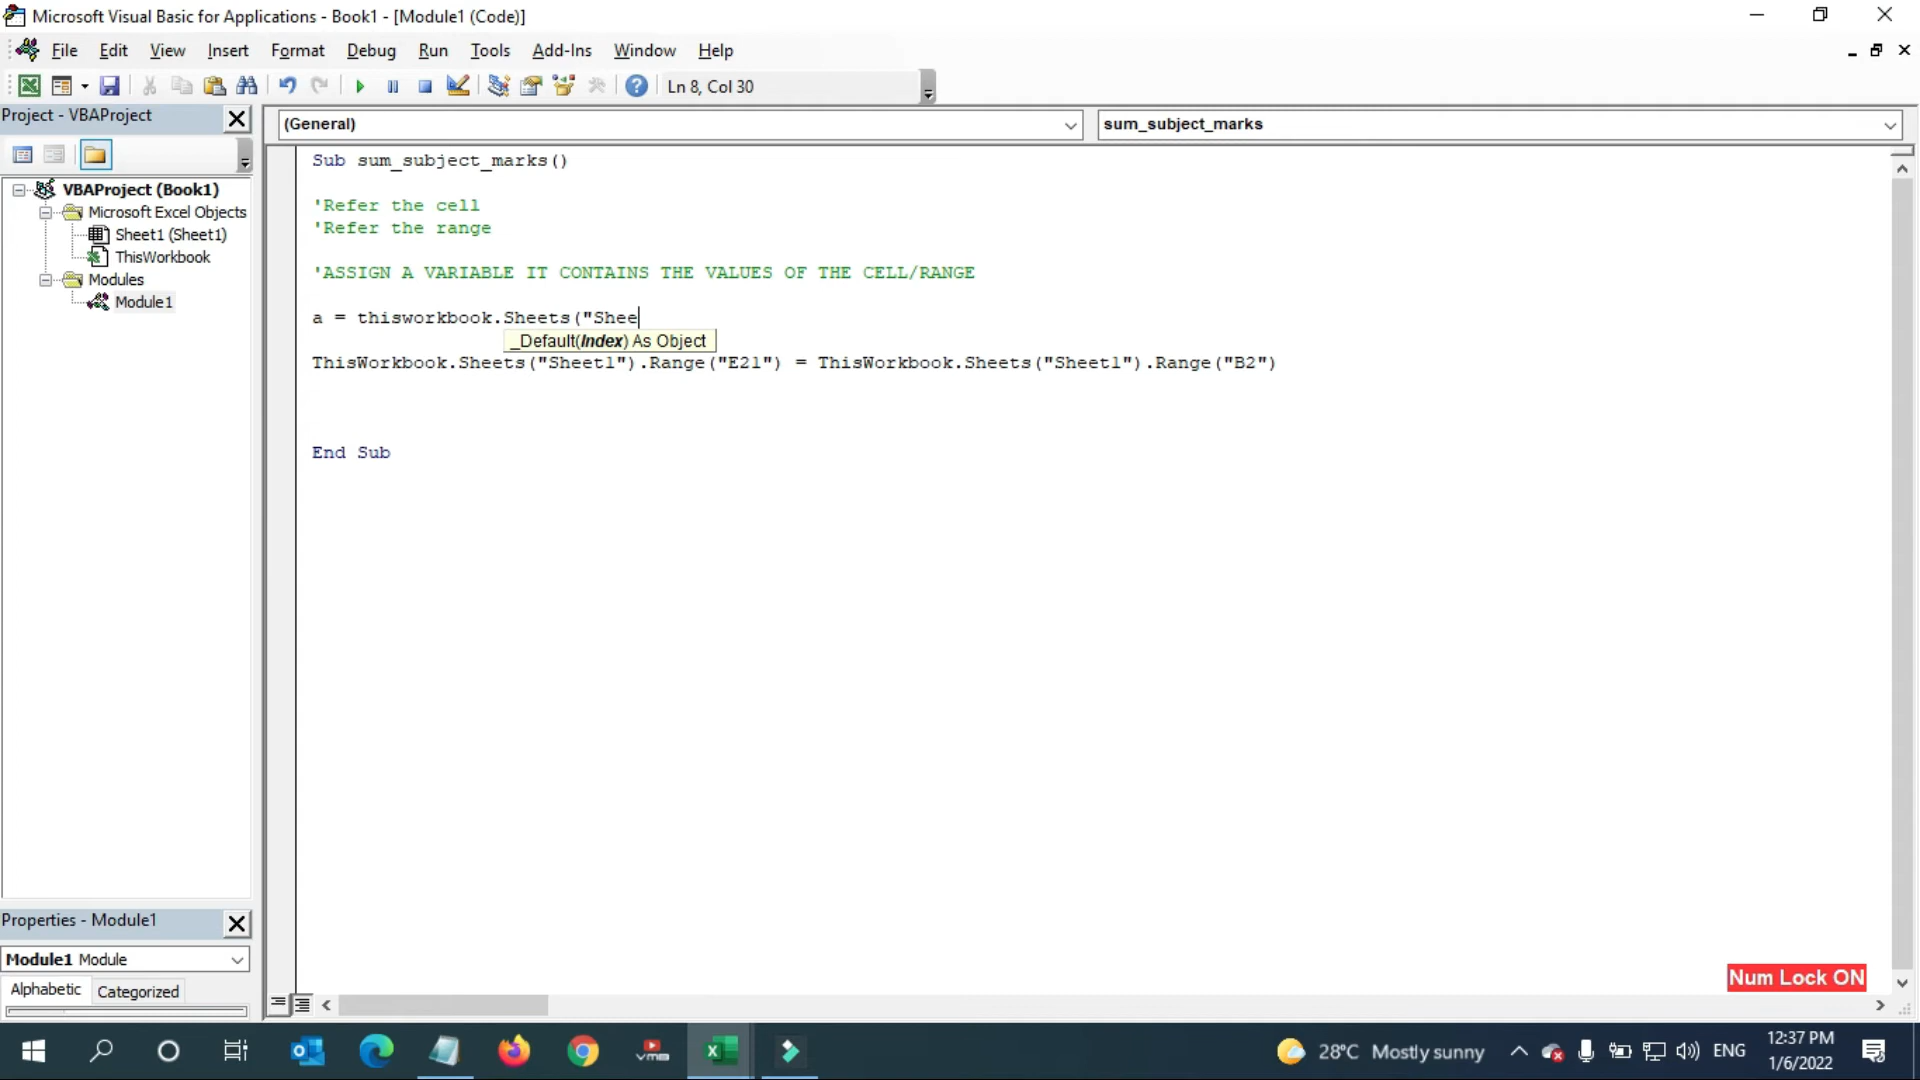 Microsoft Visual Basic for Applications - Book1 - [Module1 (Code)]
File Edit View Insert Format Debug Run Tools Add-Ins Window Help
Ln 8, Col 30
Project - VBAProject
(General)
sum_subject_marks
VBAProject (Book1)
Microsoft Excel Objects
Sheet1 (Sheet1)
ThisWorkbook
Modules
Module1
Sub sum_subject_marks()
'Refer the cell
'Refer the range
'ASSIGN A VARIABLE IT CONTAINS THE VALUES OF THE CELL/RANGE
a = thisworkbook.Sheets("Shee
_Default(Index) As Object
ThisWorkbook.Sheets("Sheet1").Range("E21") = ThisWorkbook.Sheets("Sheet1").Range("B2")
End Sub
Properties - Module1
Module1 Module
Alphabetic Categorized
Num Lock ON
28°C Mostly sunny
ENG
12:37 PM
1/6/2022